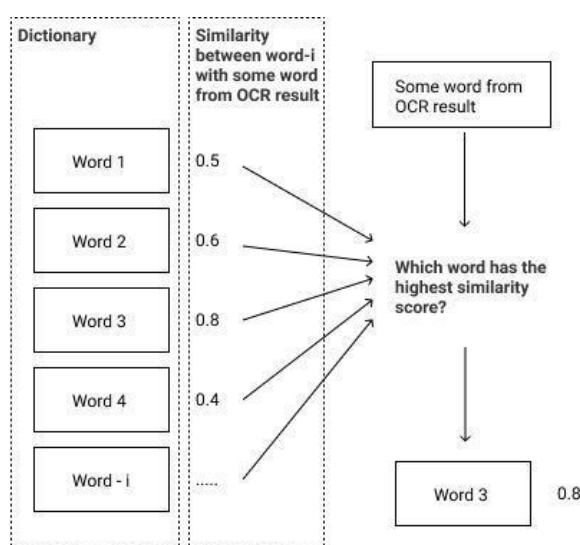 Dictionary
Similarity
between word-i
with some word
from OCR result
Some word from
OCR result
Word 1
0.5
Word 2
0.6
Word 3
0.8
Word 4
0.4
Word - i
.....
Which word has the
highest similarity
score?
Word 3
0.8